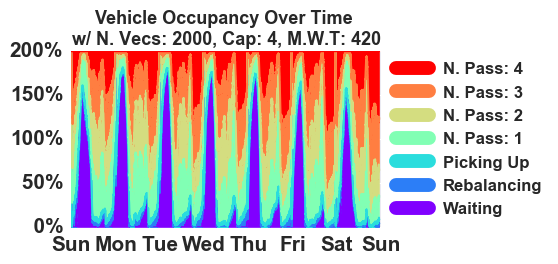 Vehicle Occupancy Over Time
w/ N. Vecs: 2000, Cap: 4, M.W.T: 420
200%
150%
100%
50%
0%
Sun Mon Tue Wed Thu Fri Sat Sun
N. Pass: 4
N. Pass: 3
N. Pass: 2
N. Pass: 1
Picking Up
Rebalancing
Waiting